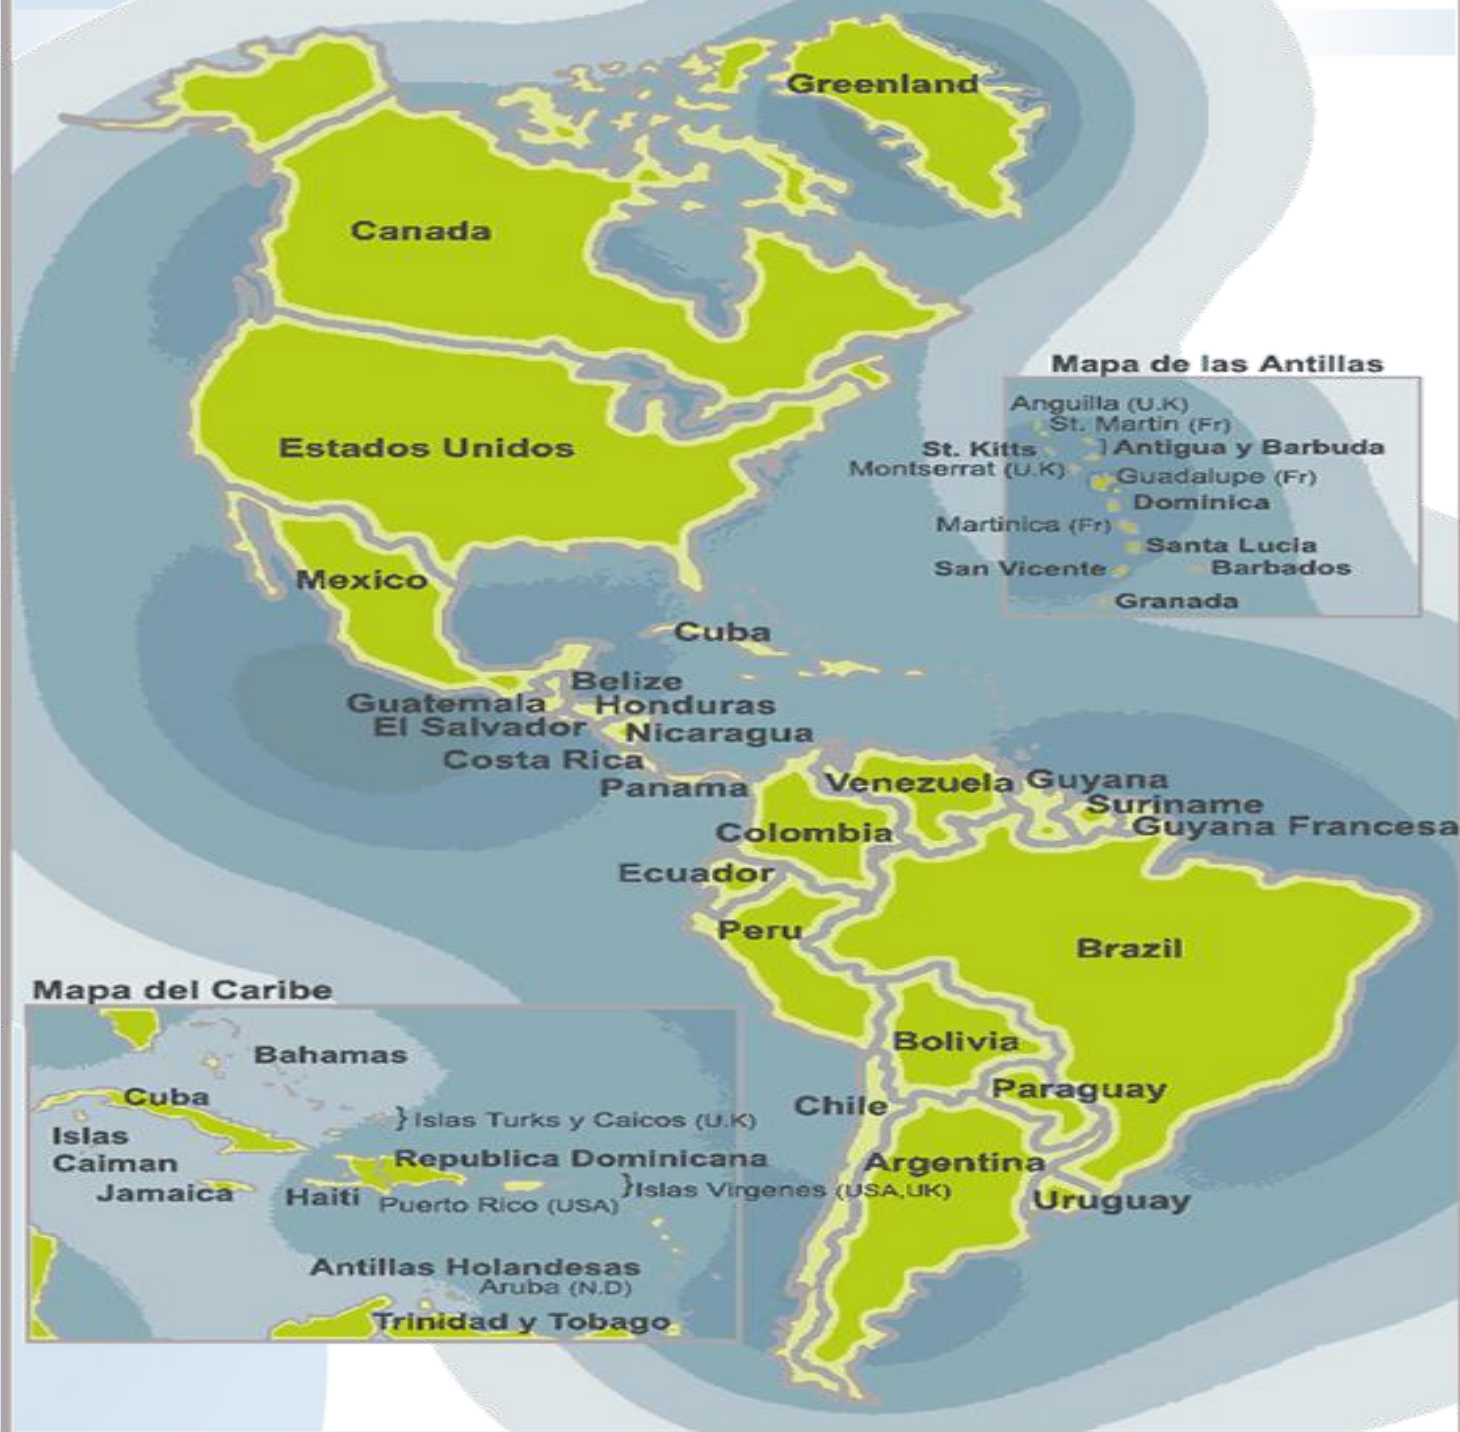 Greenland
Canada
Estados Unidos
Mexico
Cuba
Belize
Guatemala
Honduras
El Salvador
Nicaragua
Costa Rica
Panama
Venezuela
Guyana
Suriname
Guyana Francesa
Colombia
Ecuador
Peru
Brazil
Bolivia
Paraguay
Chile
Argentina
Uruguay
Mapa de las Antillas
Anguilla (U.K)
St. Martin (Fr)
St. Kitts
Antigua y Barbuda
Montserrat (U.K)
Guadalupe (Fr)
Dominica
Martinica (Fr)
Santa Lucia
San Vicente
Barbados
Granada
Mapa del Caribe
Bahamas
Cuba
Islas Turks y Caicos (U.K)
Islas
Caiman
Republica Dominicana
Jamaica
Haiti
Puerto Rico (USA)
Islas Virgenes (USA,UK)
Antillas Holandesas
Aruba (N.D)
Trinidad y Tobago